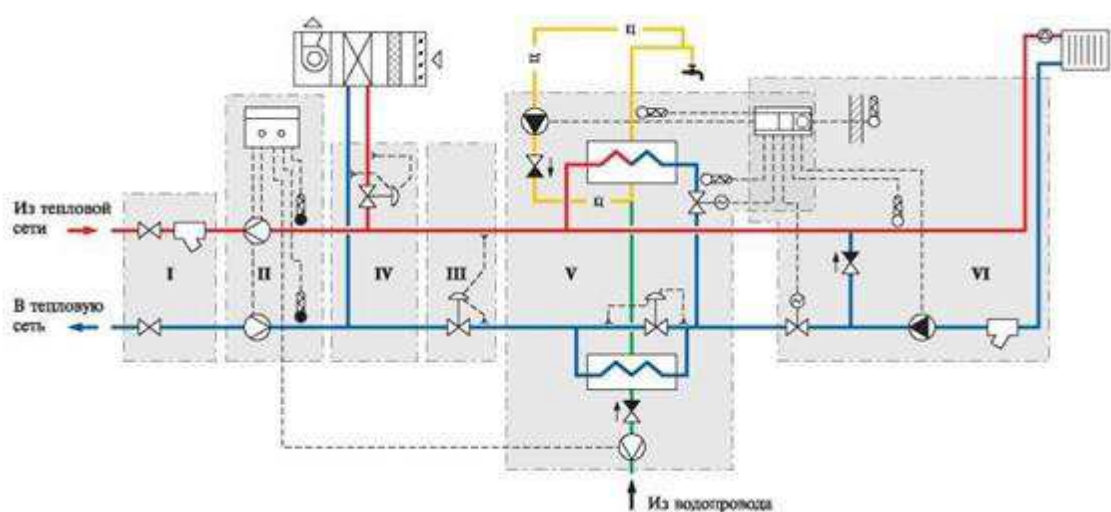 Ц
Ц
Из тепловой
сети
Ц
I
II
IV
III
V
VI
В тепловую
сеть
Из водопровода